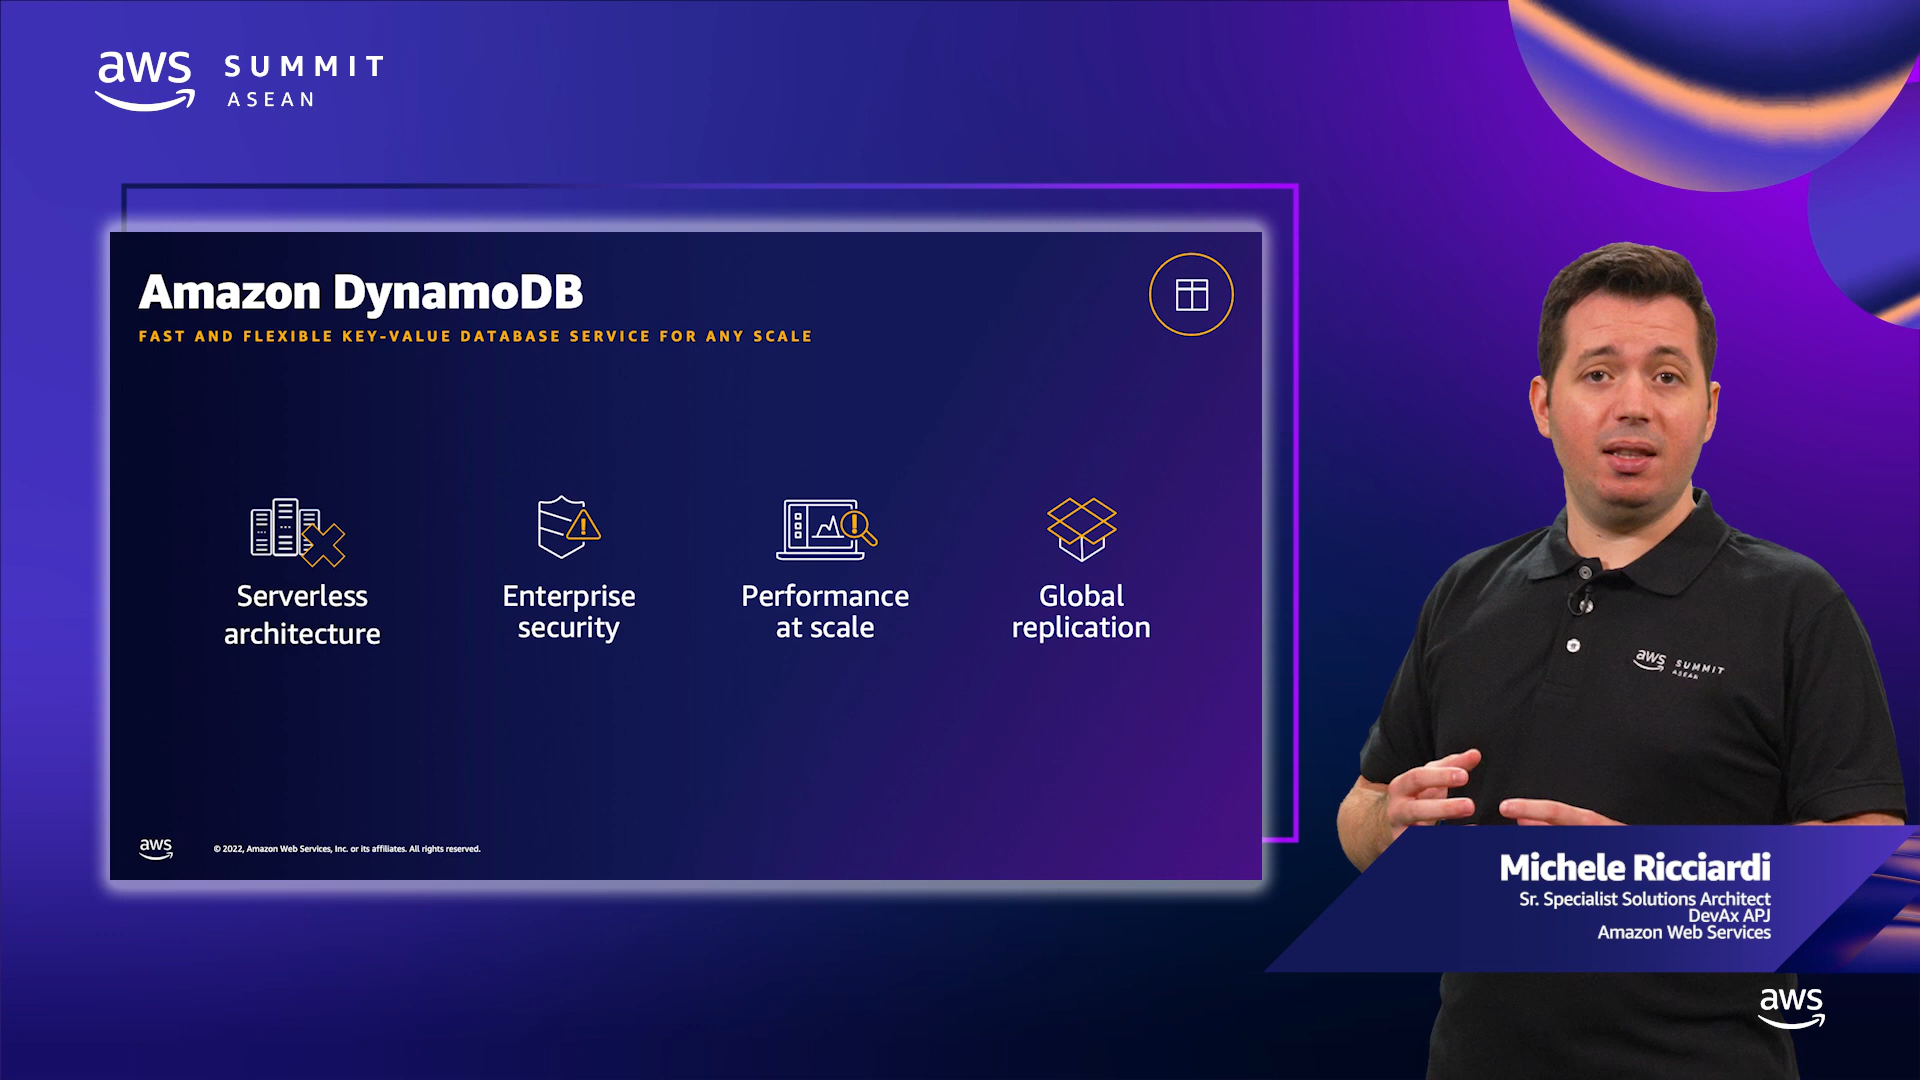 aws SUMMIT
ASEAN
Amazon DynamoDB
FAST AND FLEXIBLE KEY-VALUE DATABASE SERVICE FOR ANY SCALE
Serverless
architecture
Enterprise
security
Performance
at scale
Global
replication
aws
© 2022, Amazon Web Services, Inc. or its affiliates. All rights reserved.
aws SUMMIT
ASEAN
Michele Ricciardi
Sr. Specialist Solutions Architect
DevAx APJ
Amazon Web Services
aws